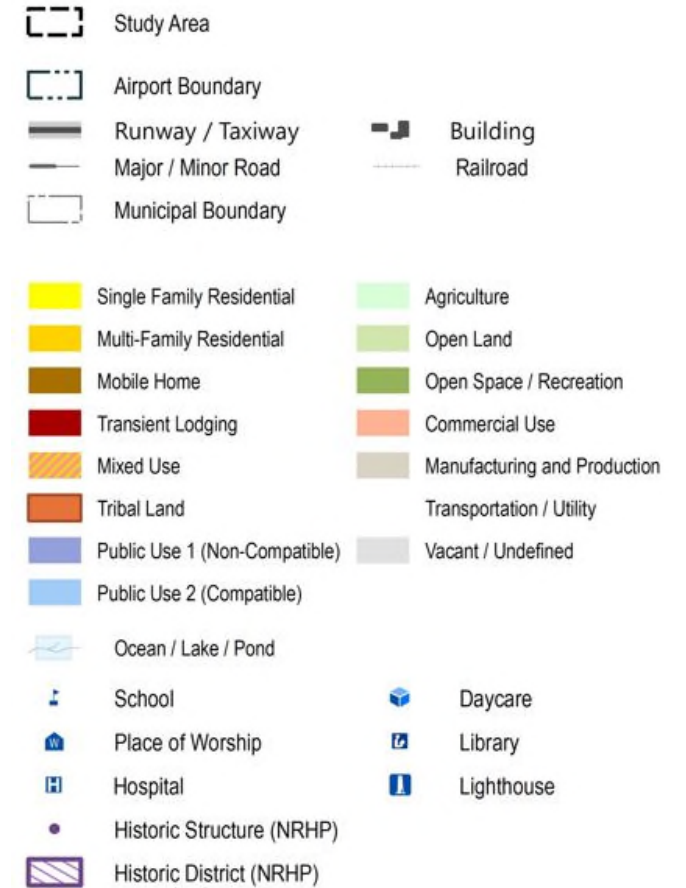 Study Area
Airport Boundary
Runway / Taxiway
Building
Major / Minor Road
Railroad
Municipal Boundary
Single Family Residential
Agriculture
Multi-Family Residential
Open Land
Mobile Home
Open Space / Recreation
Transient Lodging
Commercial Use
Mixed Use
Manufacturing and Production
Tribal Land
Transportation / Utility
Public Use 1 (Non-Compatible)
Vacant / Undefined
Public Use 2 (Compatible)
Ocean / Lake / Pond
School
Daycare
W
Place of Worship
Library
H
Hospital
Lighthouse
Historic Structure (NRHP)
Historic District (NRHP)